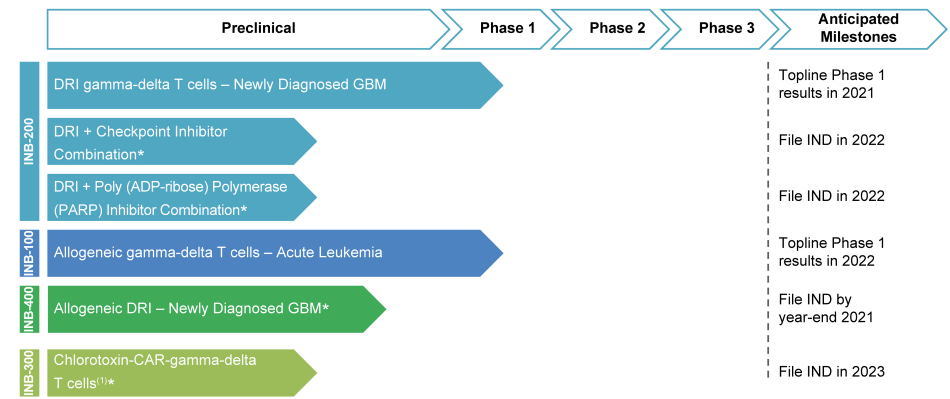 Preclinical
Phase 1
Phase 2
Phase 3
Anticipated
Milestones
INB-200
DRI gamma-delta T cells – Newly Diagnosed GBM
Topline Phase 1
results in 2021
DRI + Checkpoint Inhibitor
Combination*
File IND in 2022
DRI + Poly (ADP-ribose) Polymerase
(PARP) Inhibitor Combination*
File IND in 2022
INB-100
Allogeneic gamma-delta T cells – Acute Leukemia
Topline Phase 1
results in 2022
INB-400
Allogeneic DRI – Newly Diagnosed GBM*
File IND by
year-end 2021
INB-300
Chlorotoxin-CAR-gamma-delta
T cells(1)*
File IND in 2023